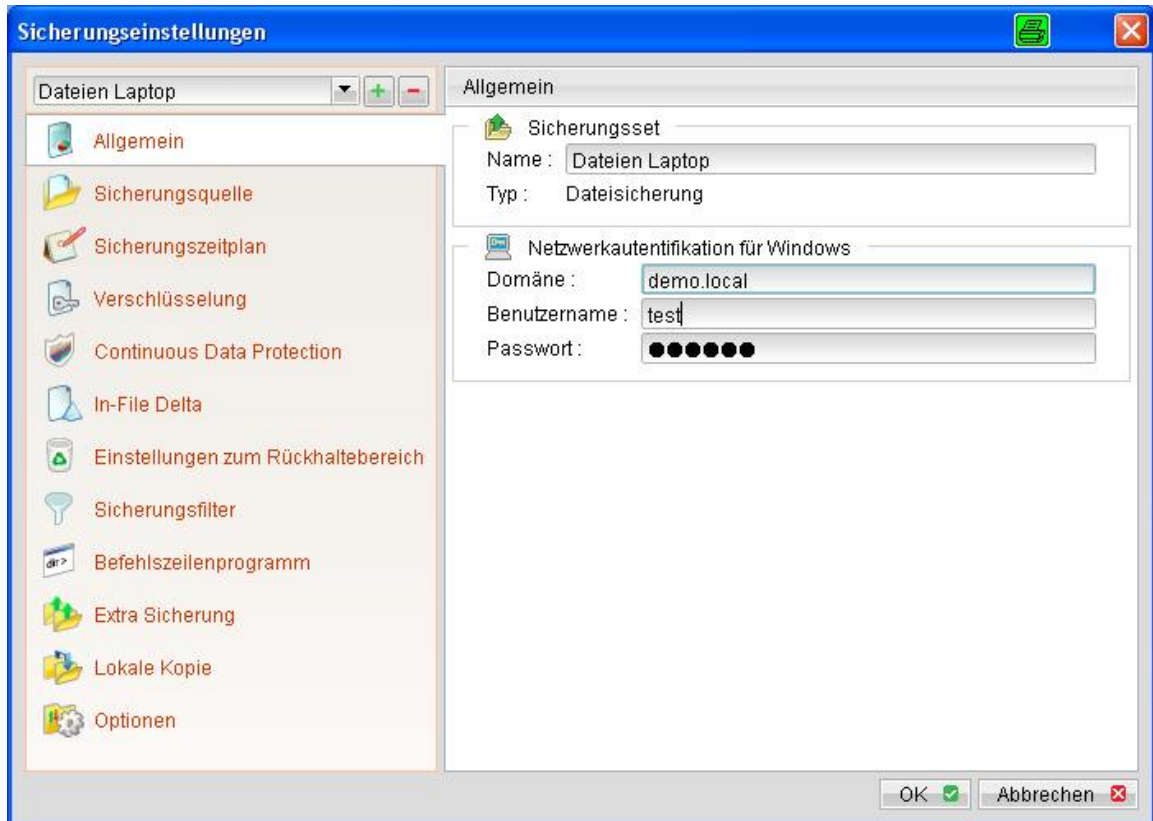 Sicherungseinstellungen
Dateien Laptop
Allgemein
Sicherungsquelle
Sicherungszeitplan
Verschlüsselung
Continuous Data Protection
In-File Delta
Einstellungen zum Rückhaltebereich
Sicherungsfilter
dir >
Befehlszeilenprogramm
Extra Sicherung
Lokale Kopie
Optionen
Allgemein
Sicherungsset
Name : Dateien Laptop
Typ : Dateisicherung
Netzwerkautentifikation für Windows
Domäne : demo.local
Benutzername : test
Passwort : ●●●●●●
OK
Abbrechen